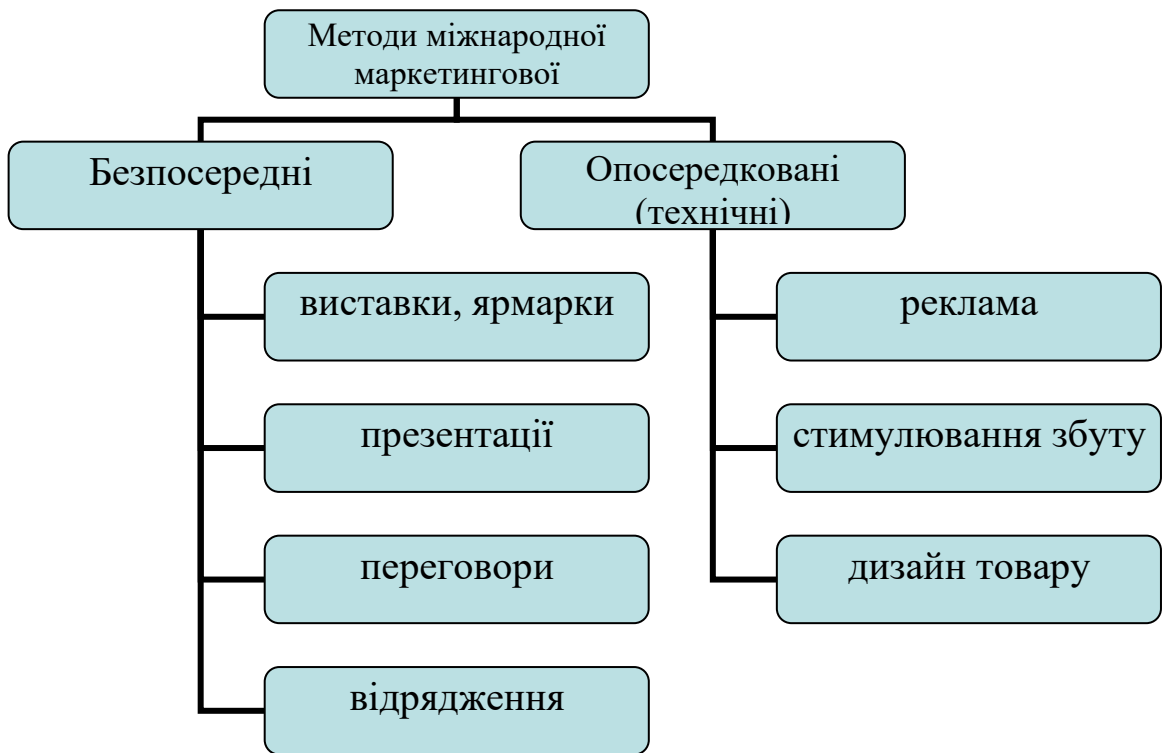 Методи міжнародної
маркетингової
Безпосередні
Опосередковані
(технічні)
виставки, ярмарки
реклама
презентації
стимулювання збуту
переговори
дизайн товару
відрядження